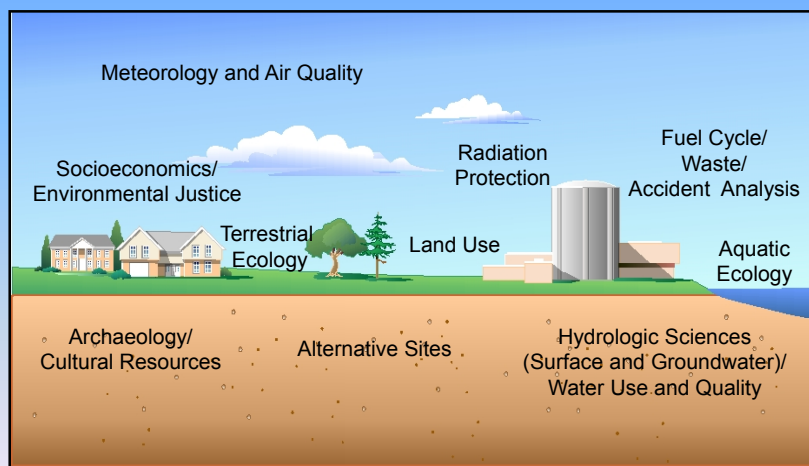 Meteorology and Air Quality
Socioeconomics/
Environmental Justice
Radiation
Protection
Fuel Cycle/
Waste/
Accident Analysis
Terrestrial
Ecology
Land Use
Aquatic
Ecology
Archaeology/
Cultural Resources
Alternative Sites
Hydrologic Sciences
(Surface and Groundwater)/
Water Use and Quality